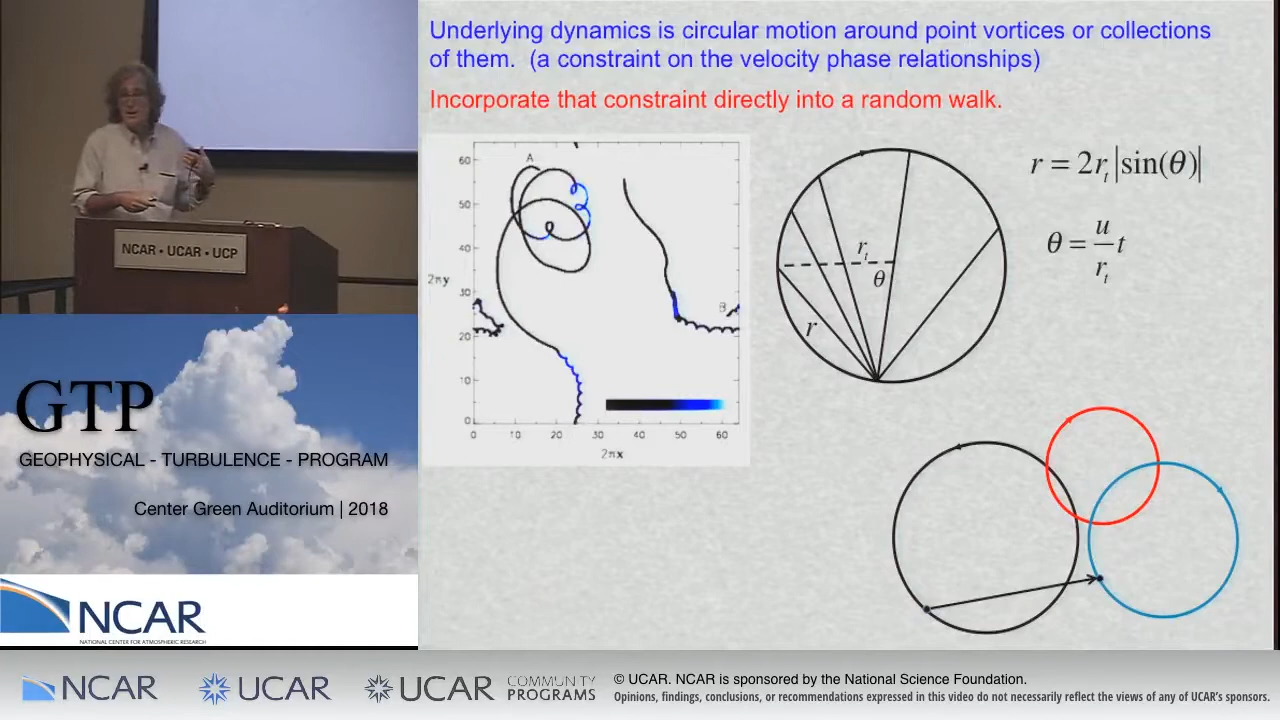 Underlying dynamics is circular motion around point vortices or collections
of them. (a constraint on the velocity phase relationships)
Incorporate that constraint directly into a random walk.
A
60
50
40
30
20
10
0
2πy
B
0 10 20 30 40 50 60
2πx
r_t
θ
r
r = 2r_t|sin(θ)|
θ = u/r_t t
NCAR • UCAR • UCP
GTP
GEOPHYSICAL - TURBULENCE - PROGRAM
Center Green Auditorium | 2018
NCAR
NATIONAL CENTER FOR ATMOSPHERIC RESEARCH
NCAR
UCAR
UCAR
COMMUNITY
PROGRAMS
© UCAR. NCAR is sponsored by the National Science Foundation.
Opinions, findings, conclusions, or recommendations expressed in this video do not necessarily reflect the views of any of UCAR's sponsors.